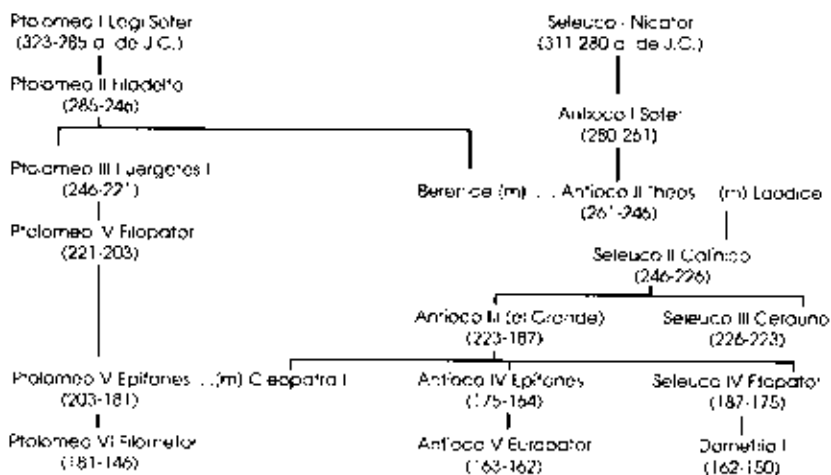 Ptolomeo I Lagi Soter
(323-285 a. de J.C.)
Seleuco I Nicator
(311-280 a. de J.C.)
Ptolomeo II Filadelfo
(285-246)
Antioco I Soter
(280-261)
Ptolomeo III Euergetes I
(246-221)
Berenice (m) ... Antioco II Theos (m) Laodice
(261-246)
Ptolomeo IV Filopator
(221-203)
Seleuco II Calínico
(246-226)
Antioco III (el Grande)
(223-187)
Seleuco III Cerauno
(226-223)
Ptolomeo V Epifanes ...(m) Cleopatra I
(203-181)
Antioco IV Epifanes
(175-164)
Seleuco IV Filopator
(187-175)
Ptolomeo VI Filometor
(181-146)
Antioco V Eurapator
(163-162)
Demetrio I
(162-150)